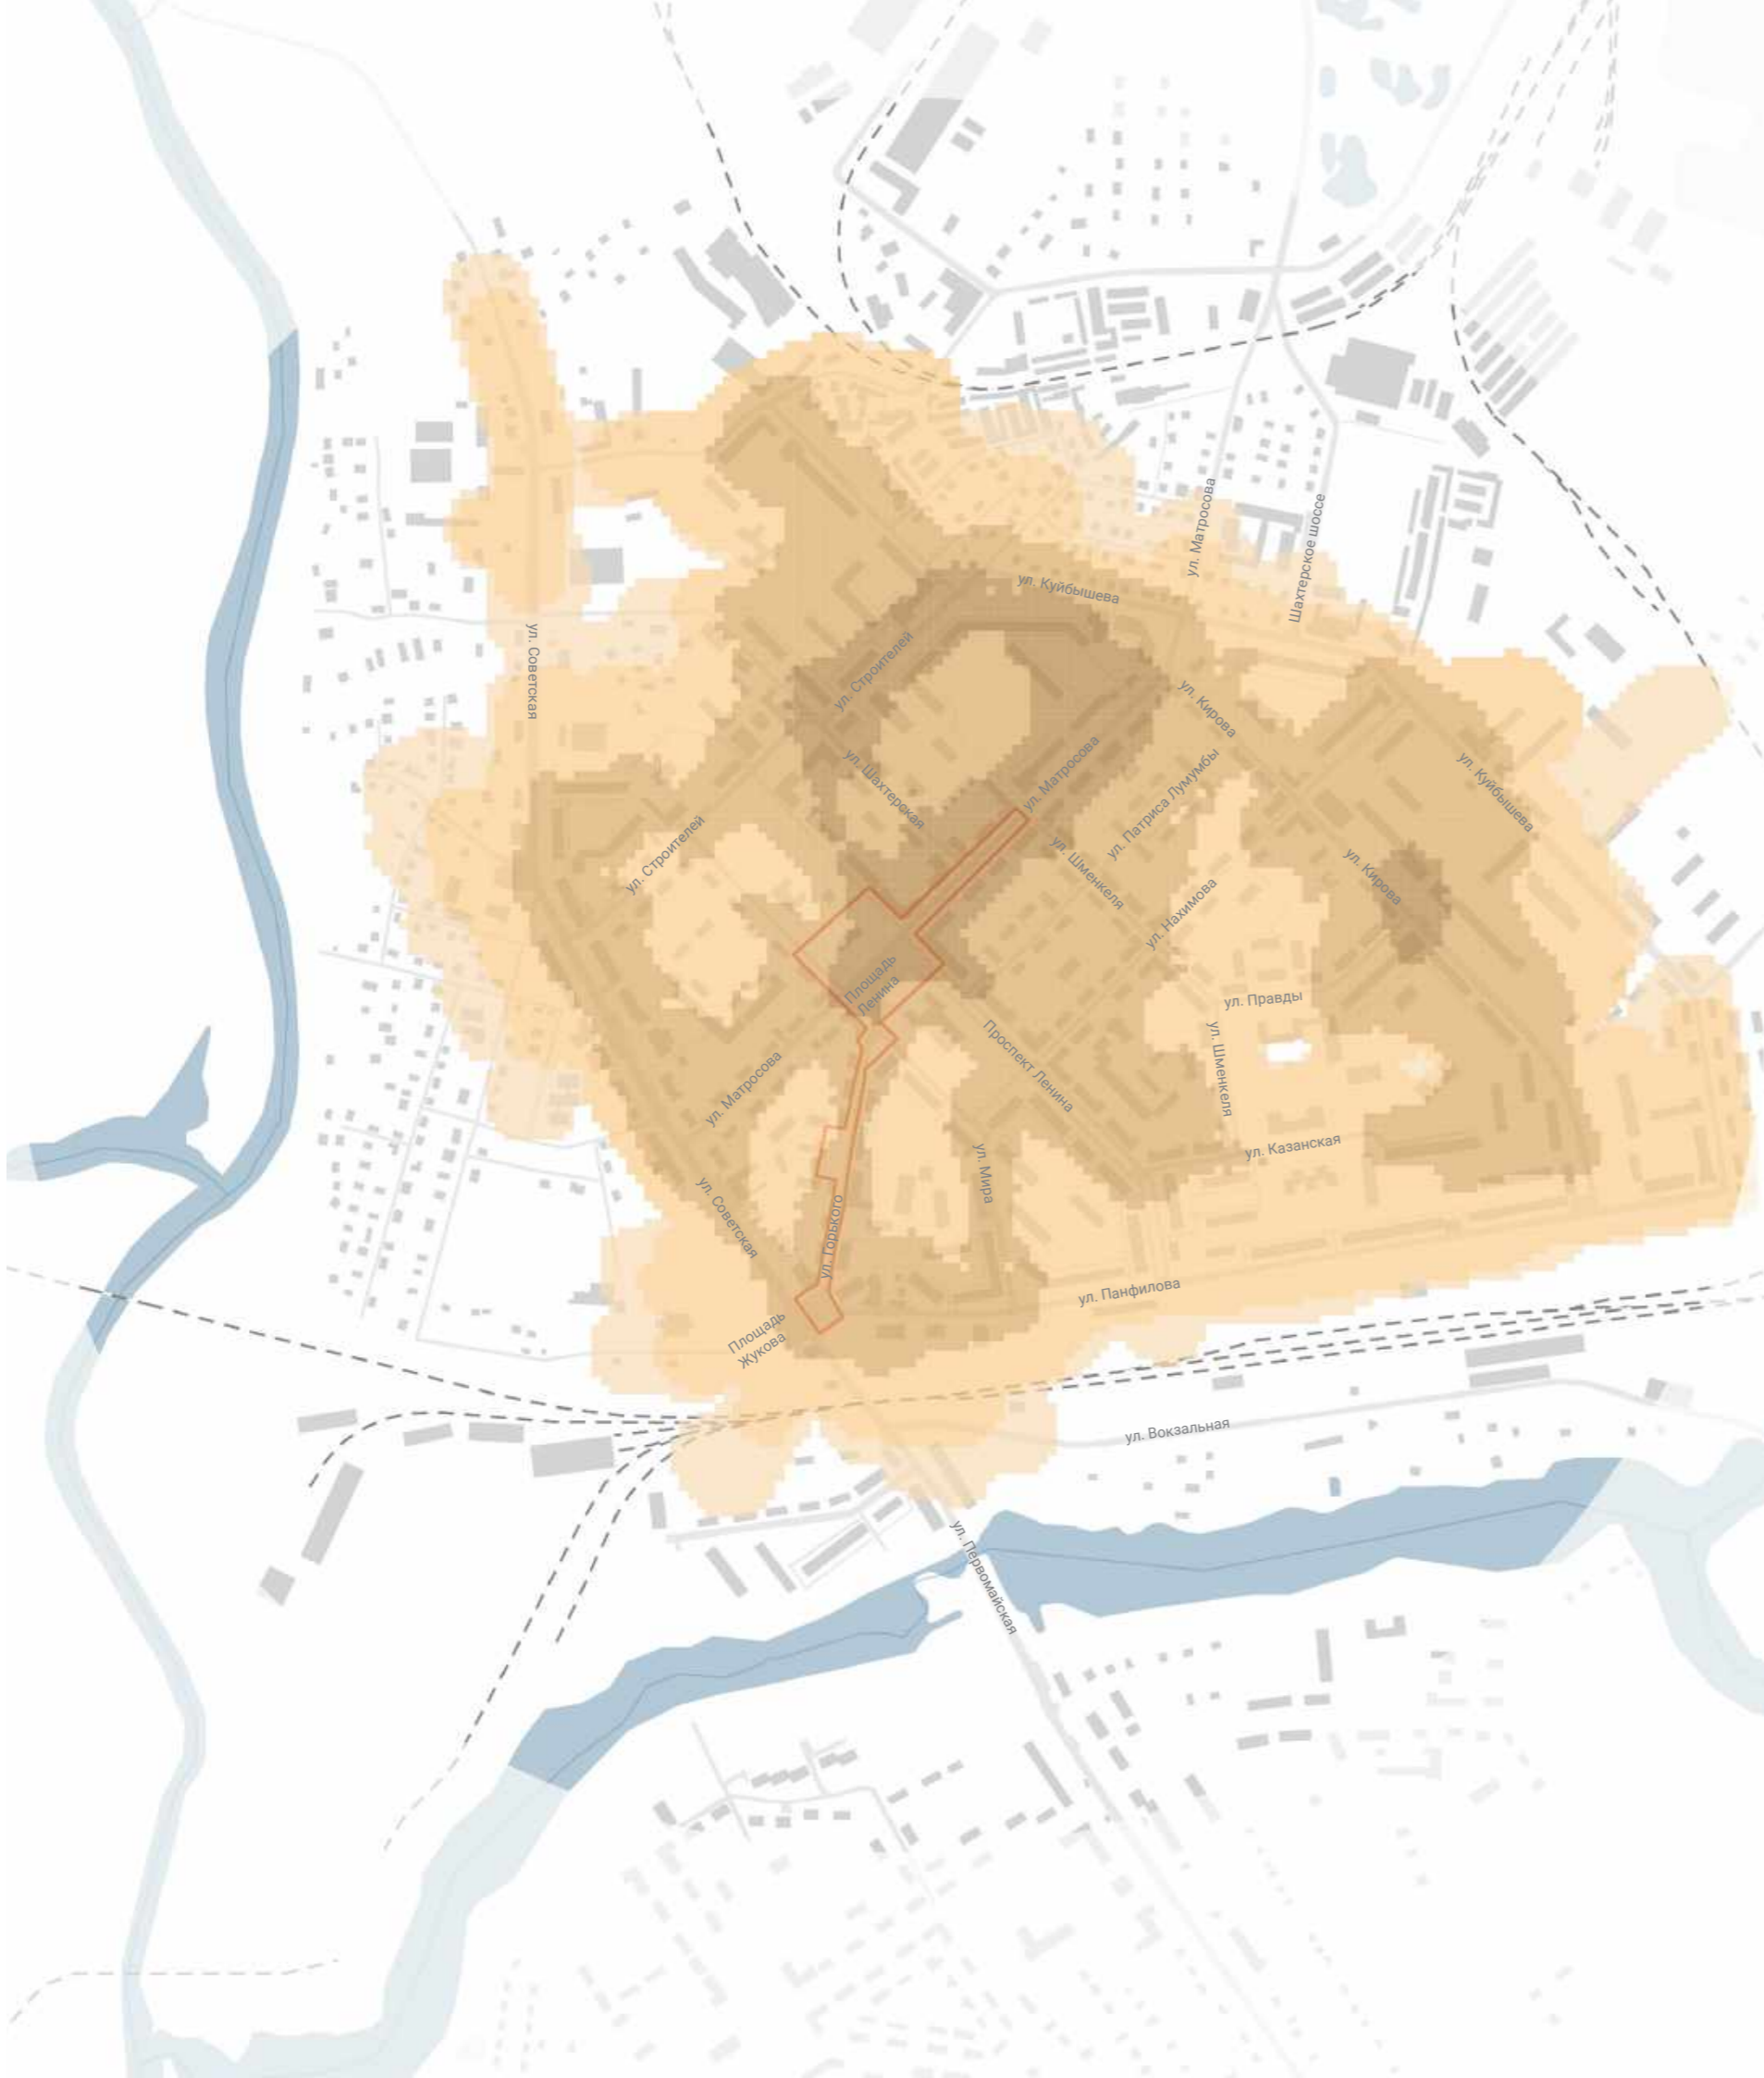 ул. Матросова
Шахтерское шоссе
ул. Куйбышева
ул. Советская
ул. Строителей
ул. Кирова
ул. Матросова
ул. Патриса Лумумбы
ул. Куйбышева
ул. Шахтерская
ул. Строителей
ул. Шменкеля
ул. Кирова
ул. Нахимова
Площадь
Ленина
ул. Правды
Проспект Ленина
ул. Шменкеля
ул. Матросова
ул. Казанская
ул. Мира
ул. Советская
ул. Горького
ул. Панфилова
Площадь
Жукова
ул. Вокзальная
ул. Первомайская